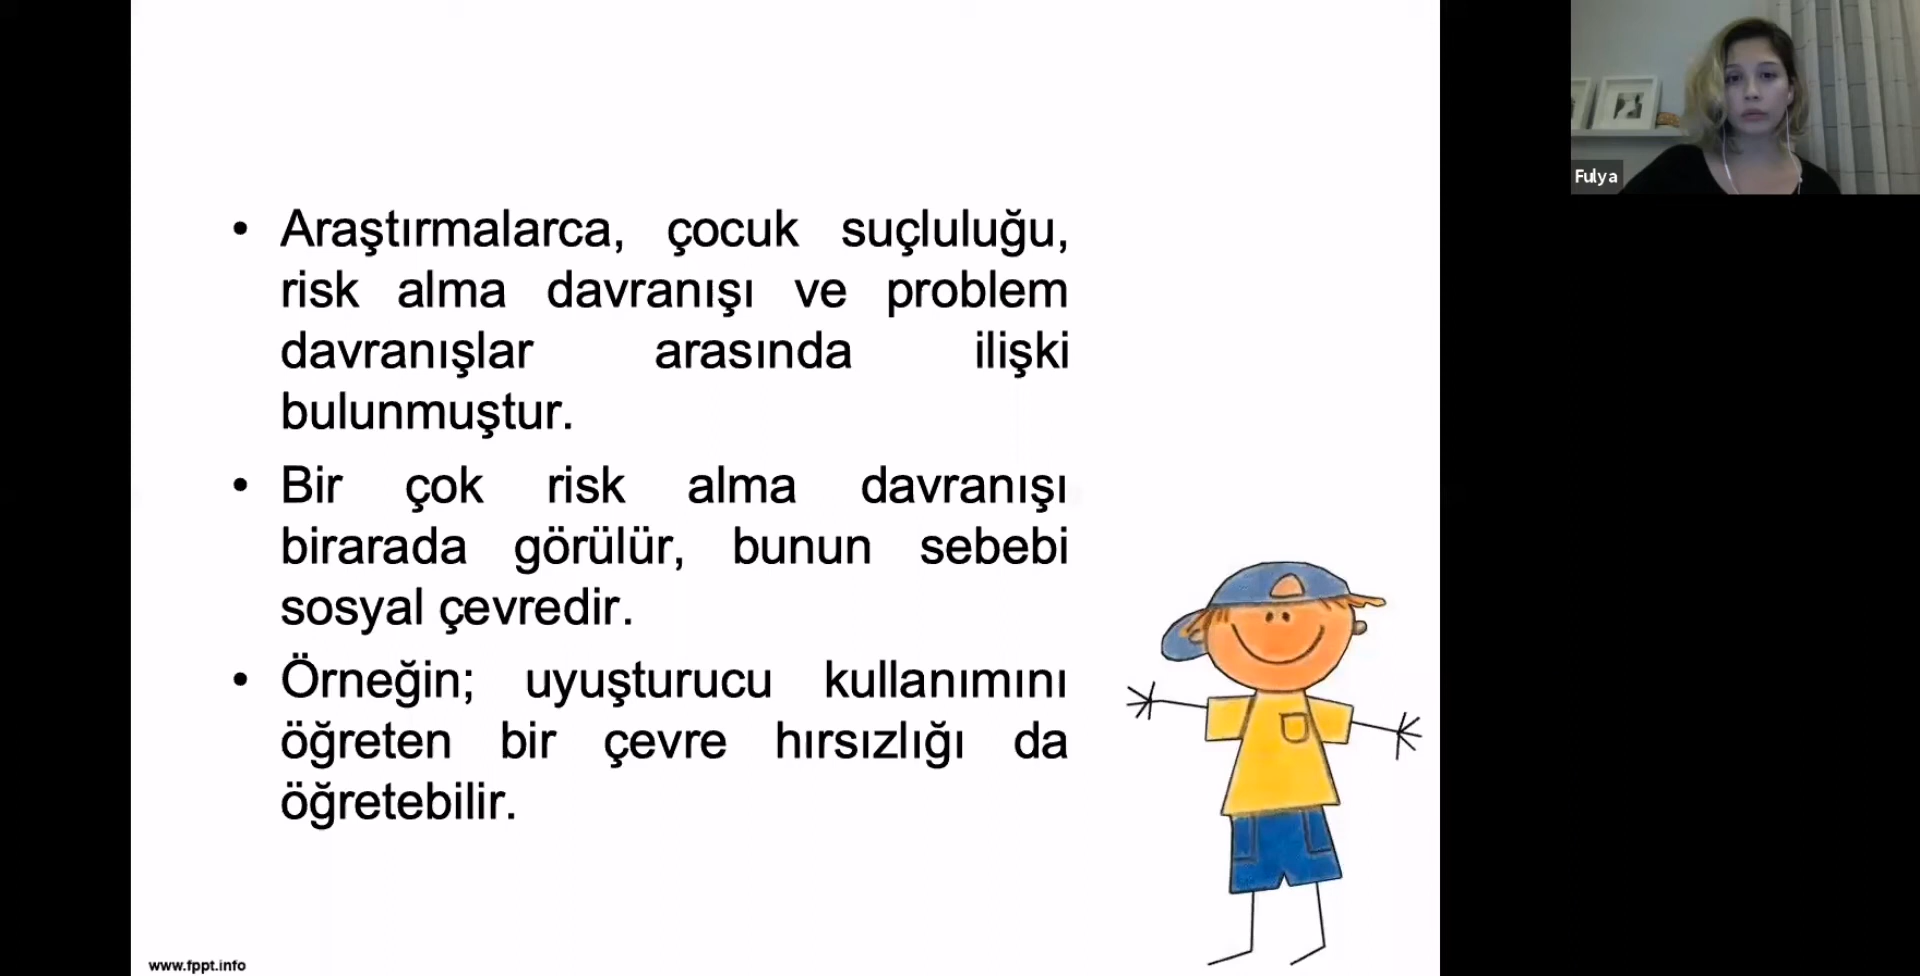 • Araştırmalarca, çocuk suçluluğu,
risk alma davranışı ve problem
davranışlar arasında ilişki
bulunmuştur.
• Bir çok risk alma davranışı
birarada görülür, bunun sebebi
sosyal çevredir.
• Örneğin; uyuşturucu kullanımını
öğreten bir çevre hırsızlığı da
öğretebilir.
www.fppt.info
Fulya